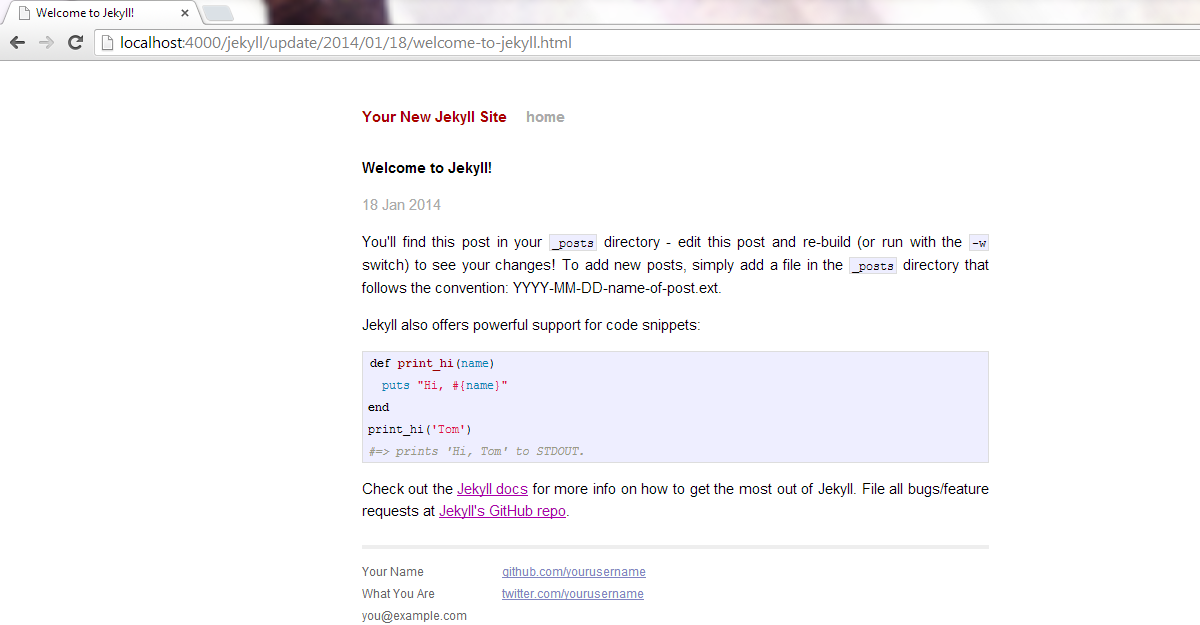 Welcome to Jekyll!
localhost:4000/jekyll/update/2014/01/18/welcome-to-jekyll.html
Your New Jekyll Site home
Welcome to Jekyll!
18 Jan 2014
You'll find this post in your _posts directory - edit this post and re-build (or run with the -w
switch) to see your changes! To add new posts, simply add a file in the _posts directory that
follows the convention: YYYY-MM-DD-name-of-post.ext.
Jekyll also offers powerful support for code snippets:
def print_hi(name)
  puts "Hi, #{name}"
end
print_hi('Tom')
#=> prints 'Hi, Tom' to STDOUT.
Check out the Jekyll docs for more info on how to get the most out of Jekyll. File all bugs/feature
requests at Jekyll's GitHub repo.
Your Name github.com/yourusername
What You Are twitter.com/yourusername
you@example.com